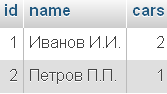 id name cars
1 Иванов И.И. 2
2 Петров П.П. 1